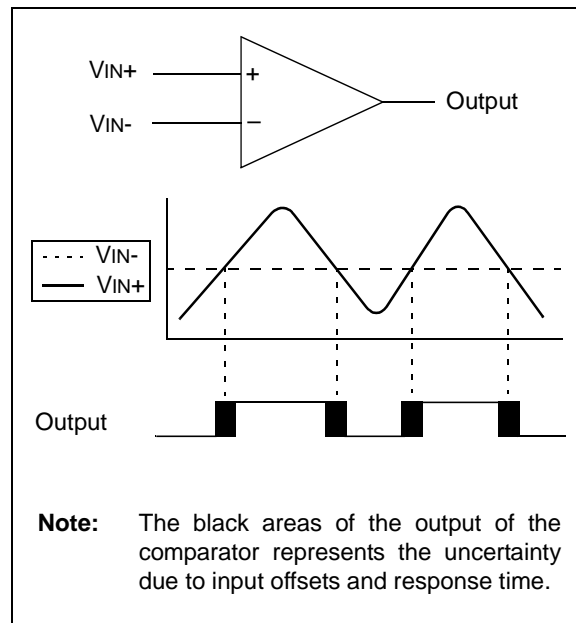 VIN+
+
Output
VIN-
–
VIN-
VIN+
Output
Note: The black areas of the output of the
comparator represents the uncertainty
due to input offsets and response time.